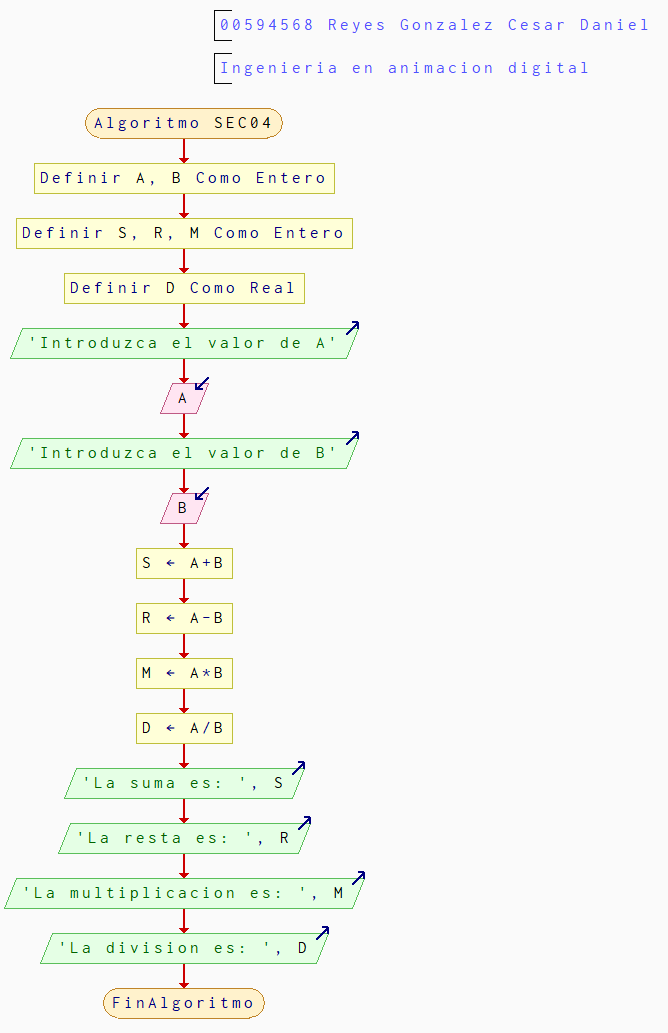 00594568 Reyes Gonzalez Cesar Daniel
Ingenieria en animacion digital
Algoritmo SEC04
Definir A, B Como Entero
Definir S, R, M Como Entero
Definir D Como Real
'Introduzca el valor de A'
A
'Introduzca el valor de B'
B
S ← A+B
R ← A-B
M ← A*B
D ← A/B
'La suma es: ', S
'La resta es: ', R
'La multiplicacion es: ', M
'La division es: ', D
FinAlgoritmo